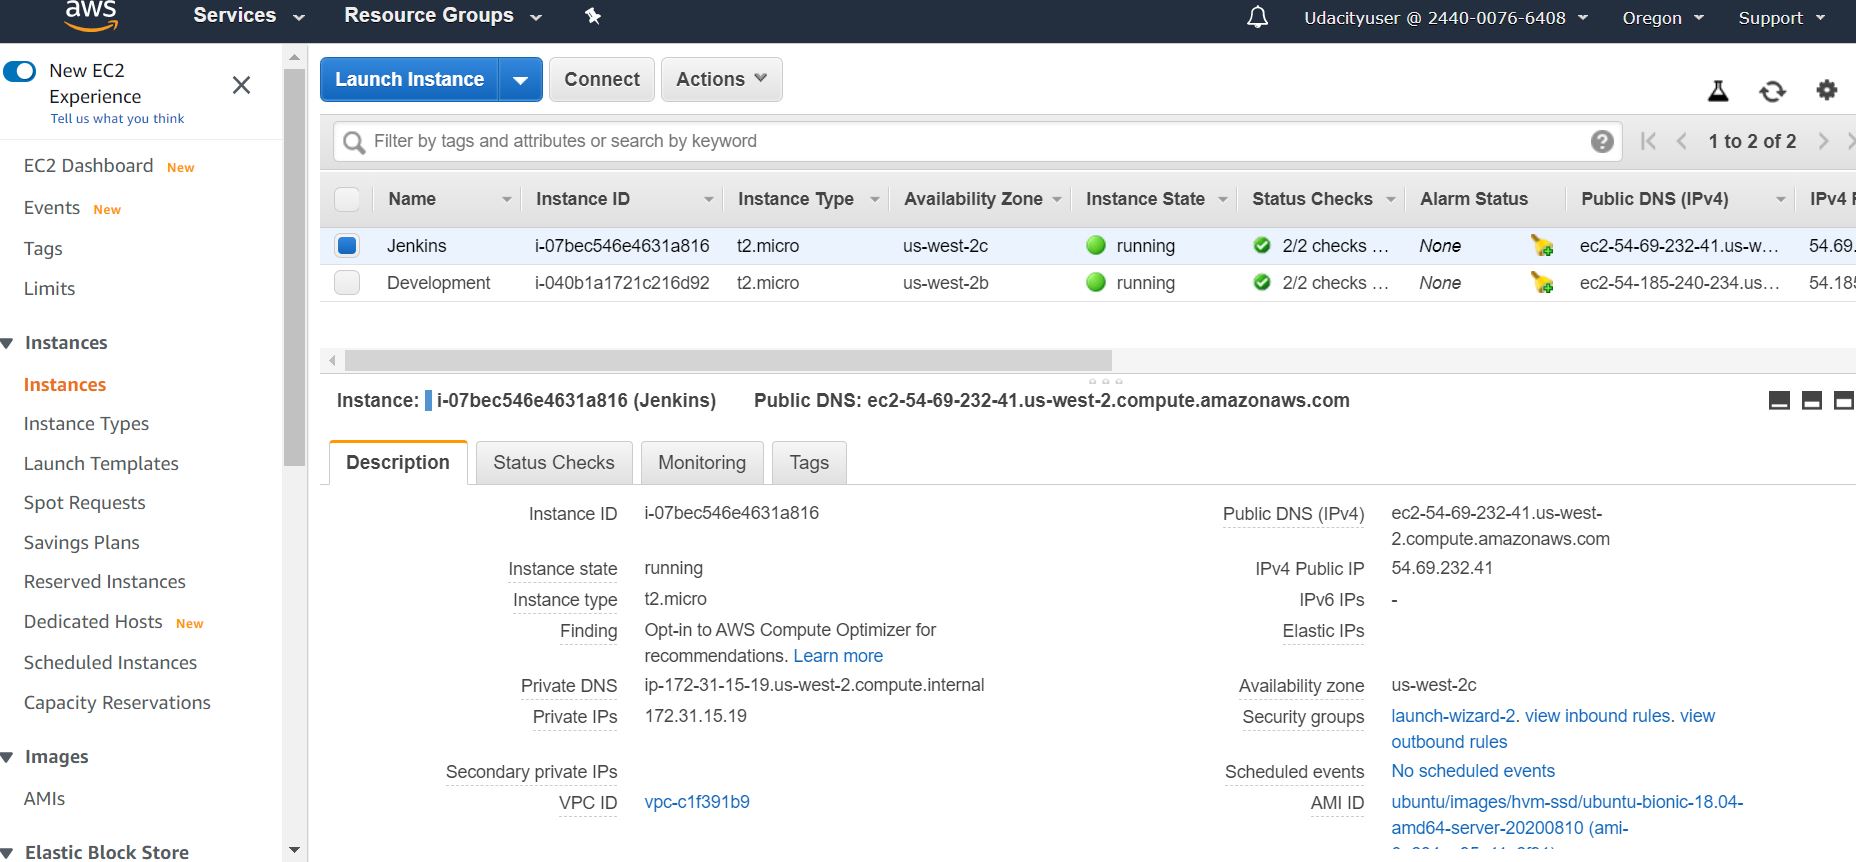 aws
Services
Resource Groups
Udacityuser @ 2440-0076-6408
Oregon
Support
New EC2
Experience
Tell us what you think
EC2 Dashboard New
Events New
Tags
Limits
Instances
Instances
Instance Types
Launch Templates
Spot Requests
Savings Plans
Reserved Instances
Dedicated Hosts New
Scheduled Instances
Capacity Reservations
Images
AMIs
Elastic Block Store
Launch Instance
Connect
Actions
Filter by tags and attributes or search by keyword
1 to 2 of 2
Name Instance ID Instance Type Availability Zone Instance State Status Checks Alarm Status Public DNS (IPv4) IPv4
Jenkins i-07bec546e4631a816 t2.micro us-west-2c running 2/2 checks ... None ec2-54-69-232-41.us-w... 54.69.
Development i-040b1a1721c216d92 t2.micro us-west-2b running 2/2 checks ... None ec2-54-185-240-234.us... 54.185
Instance: i-07bec546e4631a816 (Jenkins) Public DNS: ec2-54-69-232-41.us-west-2.compute.amazonaws.com
Description
Status Checks
Monitoring
Tags
Instance ID i-07bec546e4631a816
Instance state running
Instance type t2.micro
Finding Opt-in to AWS Compute Optimizer for
recommendations. Learn more
Private DNS ip-172-31-15-19.us-west-2.compute.internal
Private IPs 172.31.15.19
Secondary private IPs
VPC ID vpc-c1f391b9
Public DNS (IPv4) ec2-54-69-232-41.us-west-
2.compute.amazonaws.com
IPv4 Public IP 54.69.232.41
IPv6 IPs -
Elastic IPs
Availability zone us-west-2c
Security groups launch-wizard-2. view inbound rules. view
outbound rules
Scheduled events No scheduled events
AMI ID ubuntu/images/hvm-ssd/ubuntu-bionic-18.04-
amd64-server-20200810 (ami-